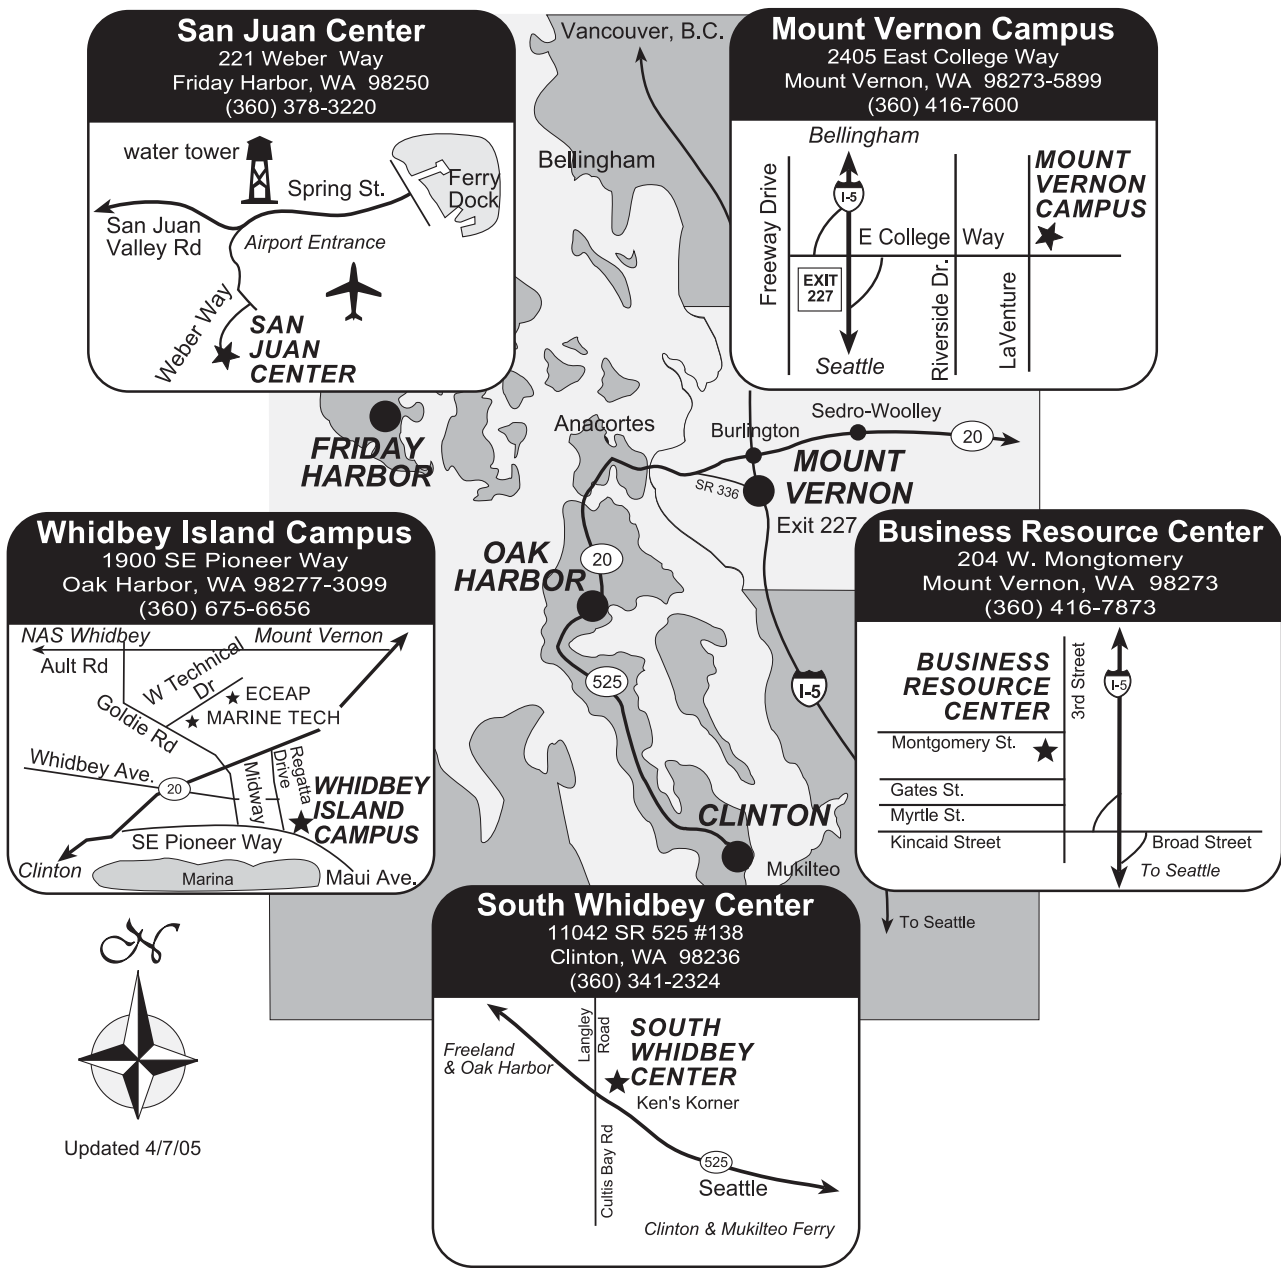 San Juan Center
221 Weber Way
Friday Harbor, WA 98250
(360) 378-3220
water tower
Spring St.
Ferry
Dock
San Juan
Valley Rd
Airport Entrance
Weber Way
SAN
JUAN
CENTER
Vancouver, B.C.
Bellingham
Mount Vernon Campus
2405 East College Way
Mount Vernon, WA 98273-5899
(360) 416-7600
Bellingham
Freeway Drive
I-5
MOUNT
VERNON
CAMPUS
E College Way
EXIT
227
Riverside Dr.
LaVenture
Seattle
FRIDAY
HARBOR
Anacortes
Burlington
Sedro-Woolley
20
MOUNT
VERNON
SR 336
Exit 227
OAK
HARBOR
20
525
I-5
CLINTON
Mukilteo
To Seattle
Whidbey Island Campus
1900 SE Pioneer Way
Oak Harbor, WA 98277-3099
(360) 675-6656
NAS Whidbey
Mount Vernon
Ault Rd
W Technical
Dr
ECEAP
MARINE TECH
Goldie Rd
Whidbey Ave.
20
Midway
Regatta
Drive
WHIDBEY
ISLAND
CAMPUS
SE Pioneer Way
Clinton
Marina
Maui Ave.
Business Resource Center
204 W. Mongtomery
Mount Vernon, WA 98273
(360) 416-7873
BUSINESS
RESOURCE
CENTER
3rd Street
I-5
Montgomery St.
Gates St.
Myrtle St.
Kincaid Street
Broad Street
To Seattle
South Whidbey Center
11042 SR 525 #138
Clinton, WA 98236
(360) 341-2324
Langley
Road
SOUTH
WHIDBEY
CENTER
Freeland
& Oak Harbor
Ken's Korner
Cultis Bay Rd
525
Seattle
Clinton & Mukilteo Ferry
N
Updated 4/7/05